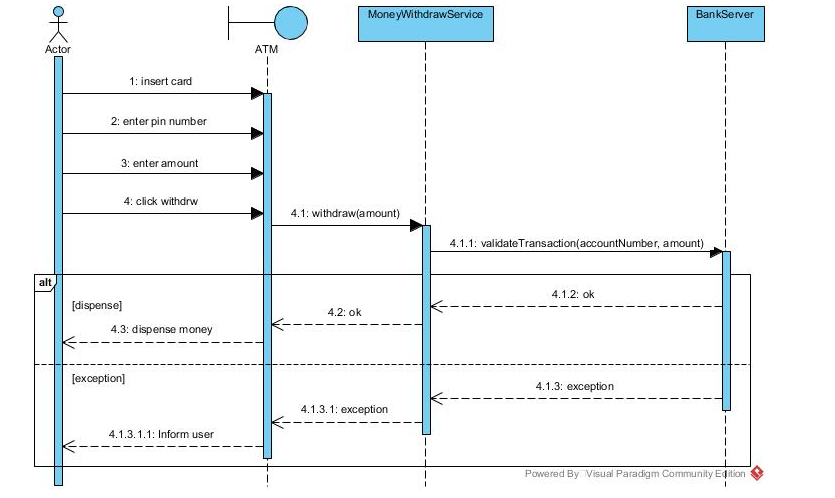 MoneyWithdrawService
BankServer
Actor
ATM
1: insert card
2: enter pin number
3: enter amount
4: click withdrw
4.1: withdraw(amount)
4.1.1: validateTransaction(accountNumber, amount)
alt
4.1.2: ok
[dispense]
4.2: ok
4.3: dispense money
[exception]
4.1.3: exception
4.1.3.1: exception
4.1.3.1.1: Inform user
Powered By Visual Paradigm Community Edition